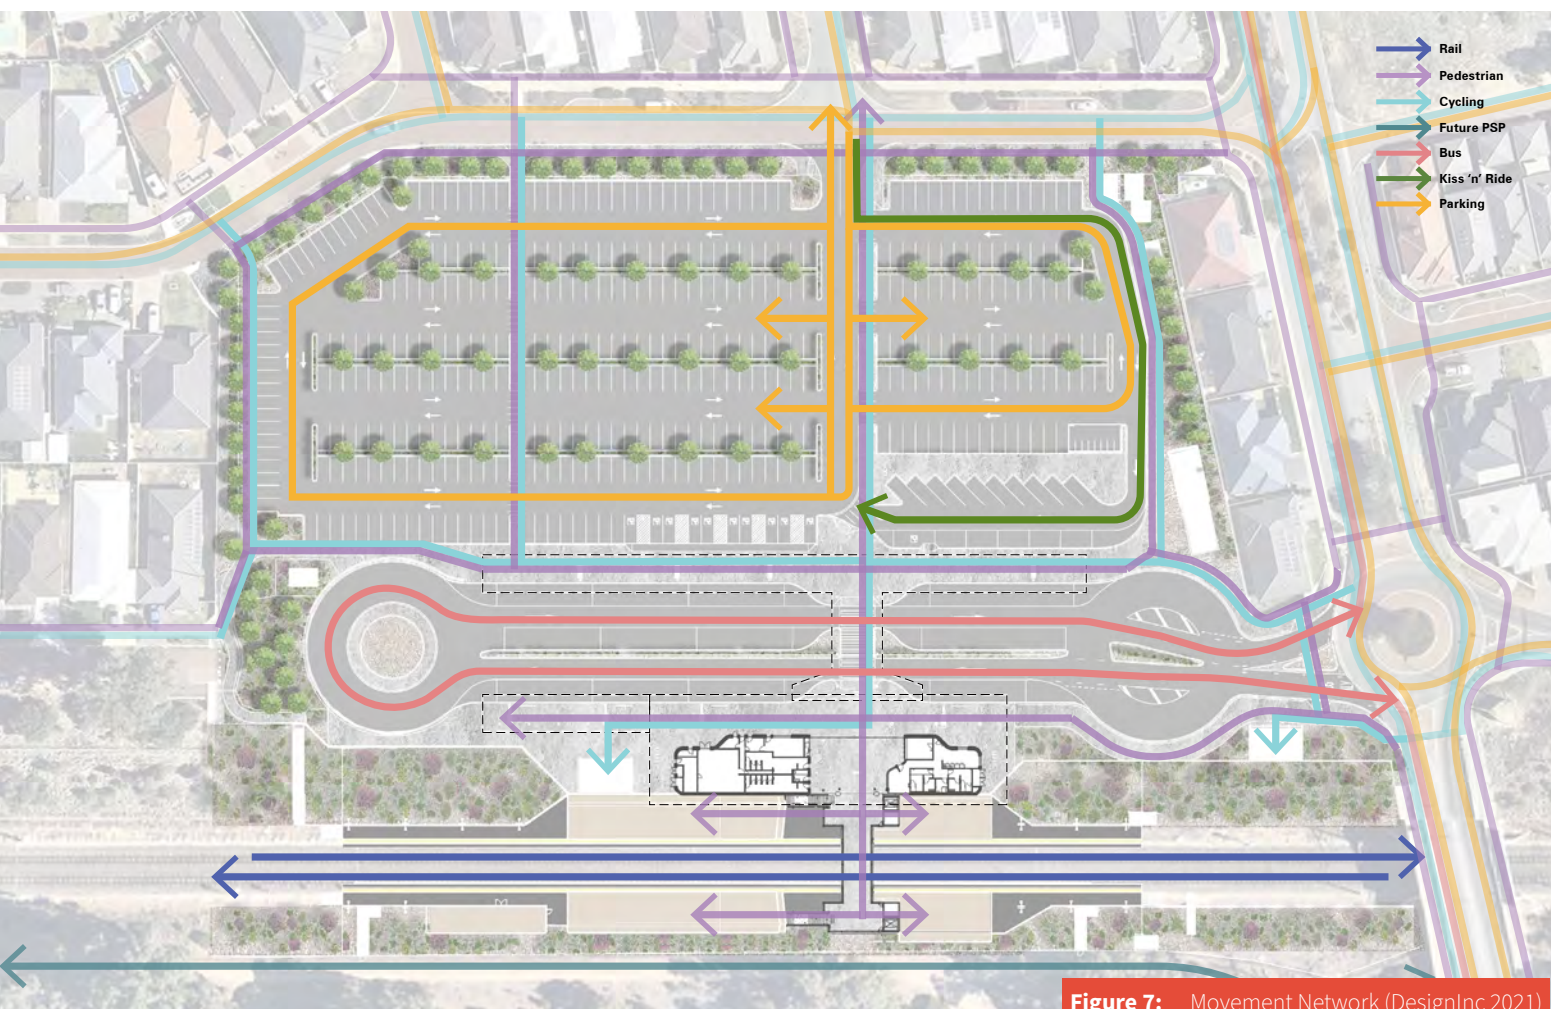 Rail
Pedestrian
Cycling
Future PSP
Bus
Kiss ‘n’ Ride
Parking
Figure 7: Movement Network (DesignInc 2021)